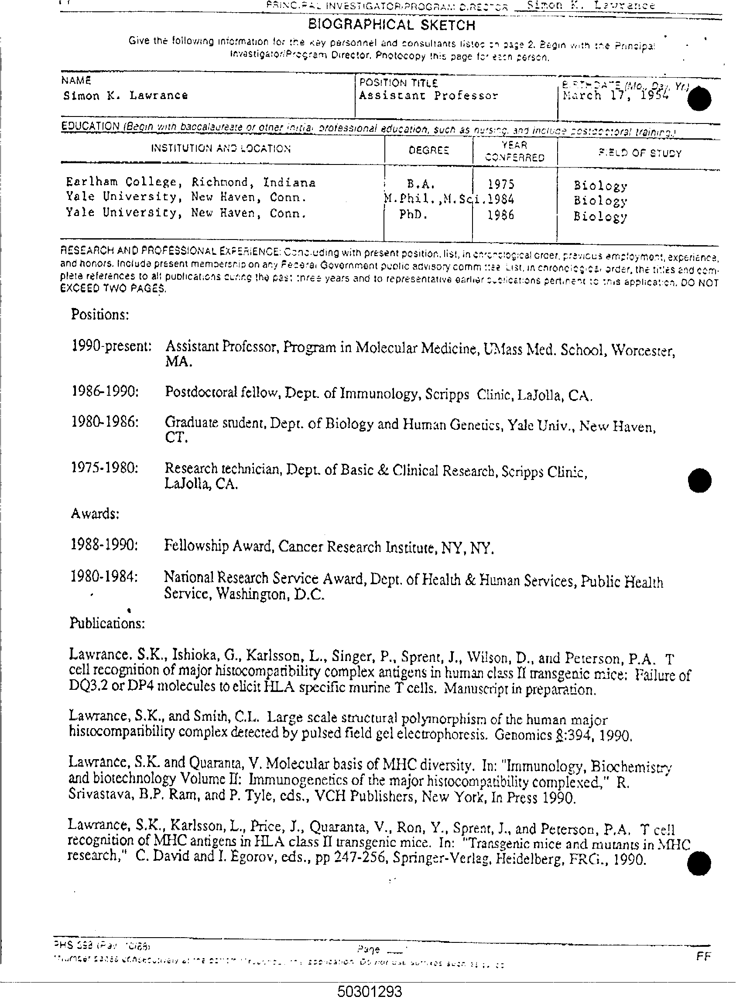 PRINCIPAL INVESTIGATOR/PROGRAM DIRECTOR Simon K. Lawrance
BIOGRAPHICAL SKETCH
Give the following information for the key personnel and consultants listed on page 2. Begin with the Principal
Investigator/Program Director. Photocopy this page for each person.
NAME POSITION TITLE BIRTHDATE (Mo., Day, Yr.)
Simon K. Lawrance Assistant Professor March 17, 1954
EDUCATION (Begin with baccalaureate or other initial professional education, such as nursing, and include postdoctoral training.)
INSTITUTION AND LOCATION DEGREE YEAR CONFERRED FIELD OF STUDY
Earlham College, Richmond, Indiana B.A. 1975 Biology
Yale University, New Haven, Conn. M.Phil.,M.Sci. 1984 Biology
Yale University, New Haven, Conn. PhD. 1986 Biology
RESEARCH AND PROFESSIONAL EXPERIENCE: Concluding with present position, list, in chronological order, previous employment, experience,
and honors. Include present membership on any Federal Government public advisory committee. List, in chronological order, the titles and com-
plete references to all publications during the past three years and to representative earlier publications pertinent to this application. DO NOT
EXCEED TWO PAGES.
Positions:
1990-present: Assistant Professor, Program in Molecular Medicine, UMass Med. School, Worcester,
MA.
1986-1990: Postdoctoral fellow, Dept. of Immunology, Scripps Clinic, LaJolla, CA.
1980-1986: Graduate student, Dept. of Biology and Human Genetics, Yale Univ., New Haven,
CT.
1975-1980: Research technician, Dept. of Basic & Clinical Research, Scripps Clinic,
LaJolla, CA.
Awards:
1988-1990: Fellowship Award, Cancer Research Institute, NY, NY.
1980-1984: National Research Service Award, Dept. of Health & Human Services, Public Health
Service, Washington, D.C.
Publications:
Lawrance. S.K., Ishioka, G., Karlsson, L., Singer, P., Sprent, J., Wilson, D., and Peterson, P.A. T
cell recognition of major histocompatibility complex antigens in human class II transgenic mice: Failure of
DQ3.2 or DP4 molecules to elicit HLA specific murine T cells. Manuscript in preparation.
Lawrance, S.K., and Smith, C.L. Large scale structural polymorphism of the human major
histocompatibility complex detected by pulsed field gel electrophoresis. Genomics 8:394, 1990.
Lawrance, S.K. and Quaranta, V. Molecular basis of MHC diversity. In: "Immunology, Biochemistry
and biotechnology Volume II: Immunogenetics of the major histocompatibility complexed," R.
Srivastava, B.P. Ram, and P. Tyle, eds., VCH Publishers, New York, In Press 1990.
Lawrance, S.K., Karlsson, L., Price, J., Quaranta, V., Ron, Y., Sprent, J., and Peterson, P.A. T cell
recognition of MHC antigens in HLA class II transgenic mice. In: "Transgenic mice and mutants in MHC
research," C. David and I. Egorov, eds., pp 247-256, Springer-Verlag, Heidelberg, FRG., 1990.
PHS 398 (Rev. 10/88) Page FF
50301293